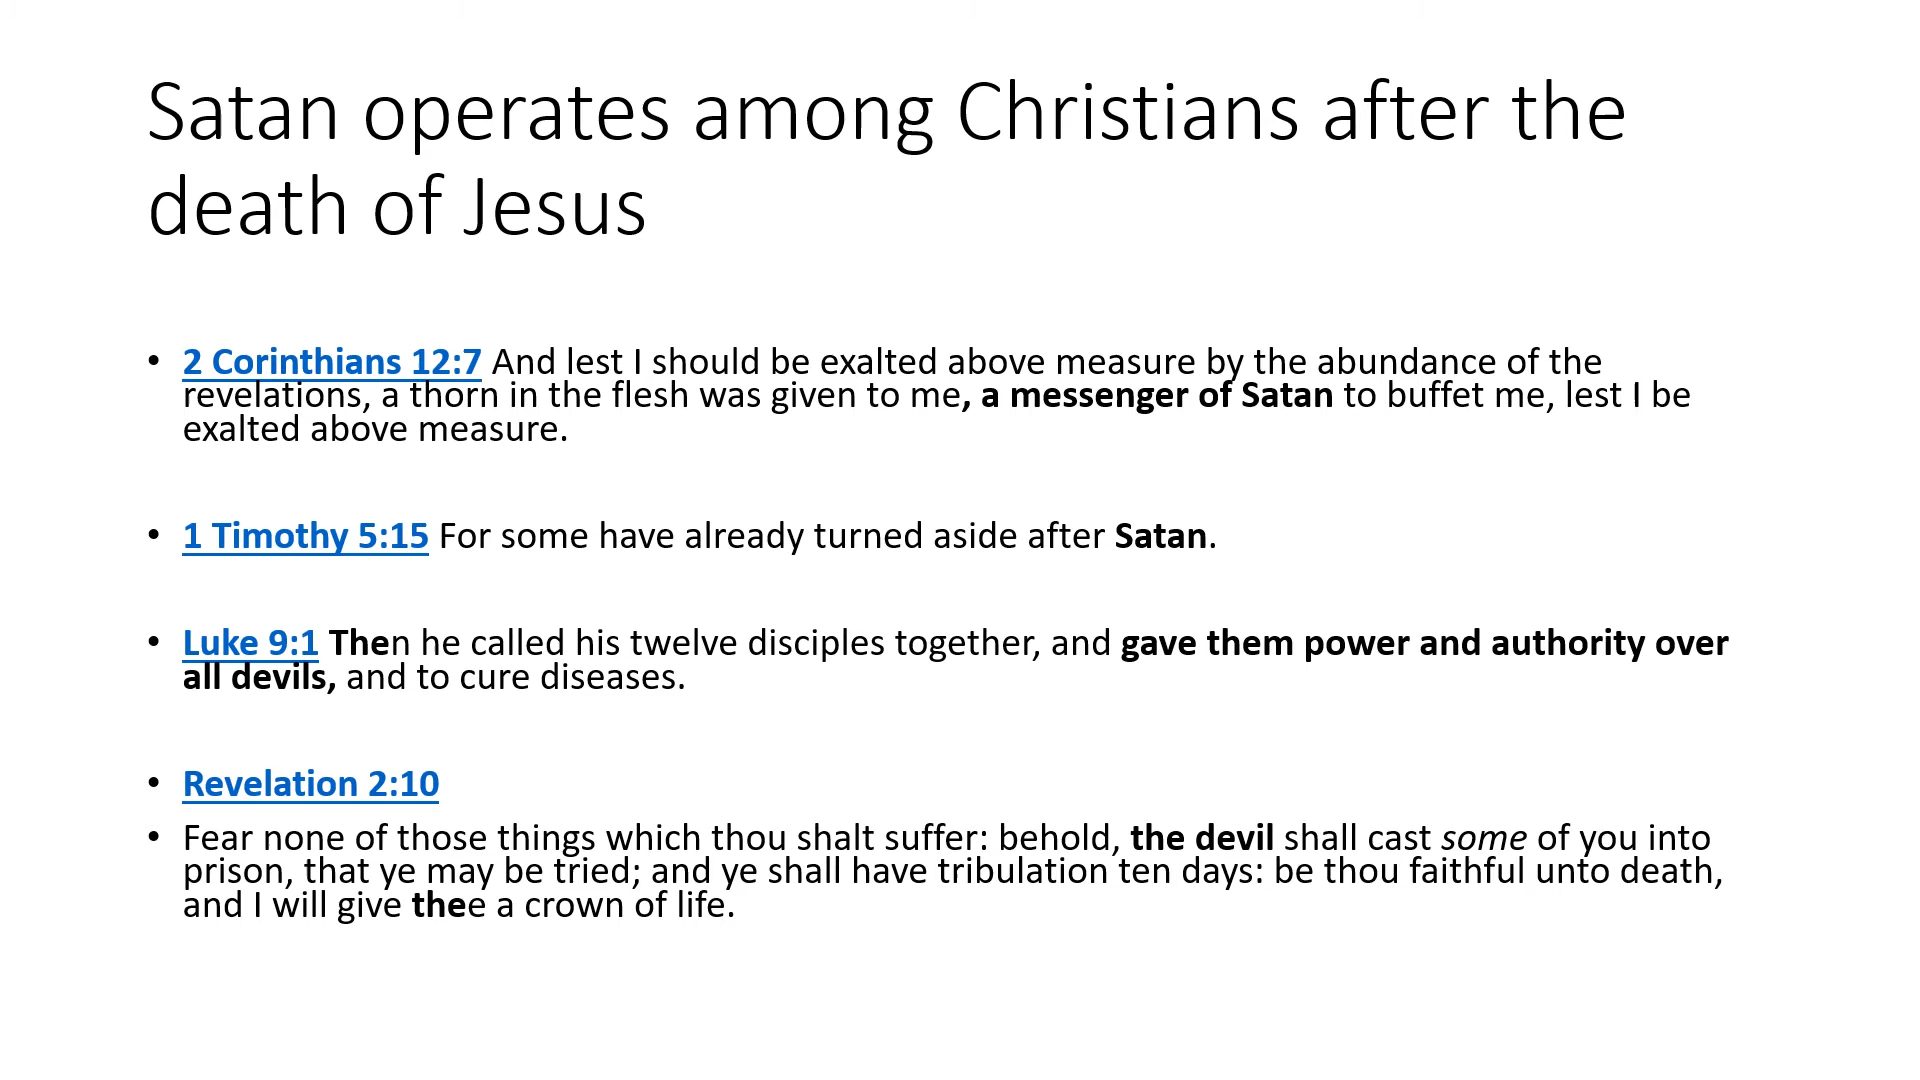 Satan operates among Christians after the
death of Jesus
• 2 Corinthians 12:7 And lest I should be exalted above measure by the abundance of the
revelations, a thorn in the flesh was given to me, a messenger of Satan to buffet me, lest I be
exalted above measure.
• 1 Timothy 5:15 For some have already turned aside after Satan.
• Luke 9:1 Then he called his twelve disciples together, and gave them power and authority over
all devils, and to cure diseases.
• Revelation 2:10
• Fear none of those things which thou shalt suffer: behold, the devil shall cast some of you into
prison, that ye may be tried; and ye shall have tribulation ten days: be thou faithful unto death,
and I will give thee a crown of life.